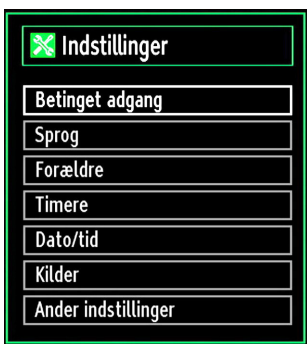 Indstillinger
Betinget adgang
Sprog
Forældre
Timere
Dato/tid
Kilder
Ander indstillinger